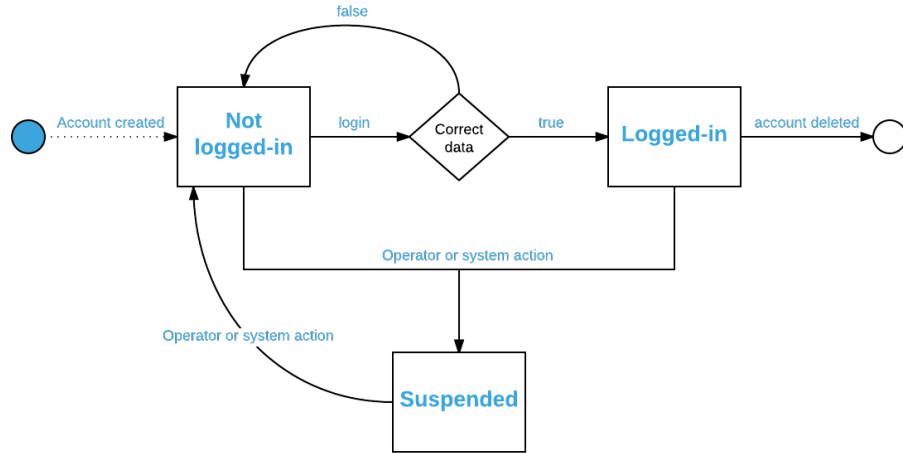 false
Account created
Not
logged-in
login
Correct
data
true
Logged-in
account deleted
Operator or system action
Operator or system action
Suspended